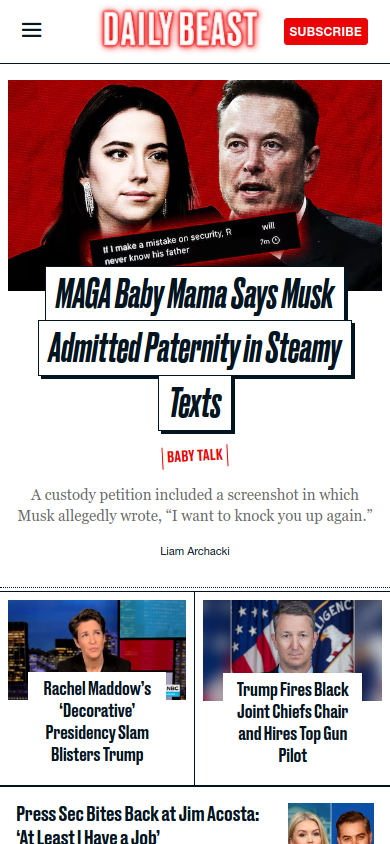 DAILY BEAST
SUBSCRIBE
If I make a mistake on security, R will
never know his father
7m
MAGA Baby Mama Says Musk
Admitted Paternity in Steamy
Texts
BABY TALK
A custody petition included a screenshot in which
Musk allegedly wrote, “I want to knock you up again.”
Liam Archacki
NBC
Rachel Maddow’s
‘Decorative’
Presidency Slam
Blisters Trump
Trump Fires Black
Joint Chiefs Chair
and Hires Top Gun
Pilot
Press Sec Bites Back at Jim Acosta:
‘At Least I Have a Job’